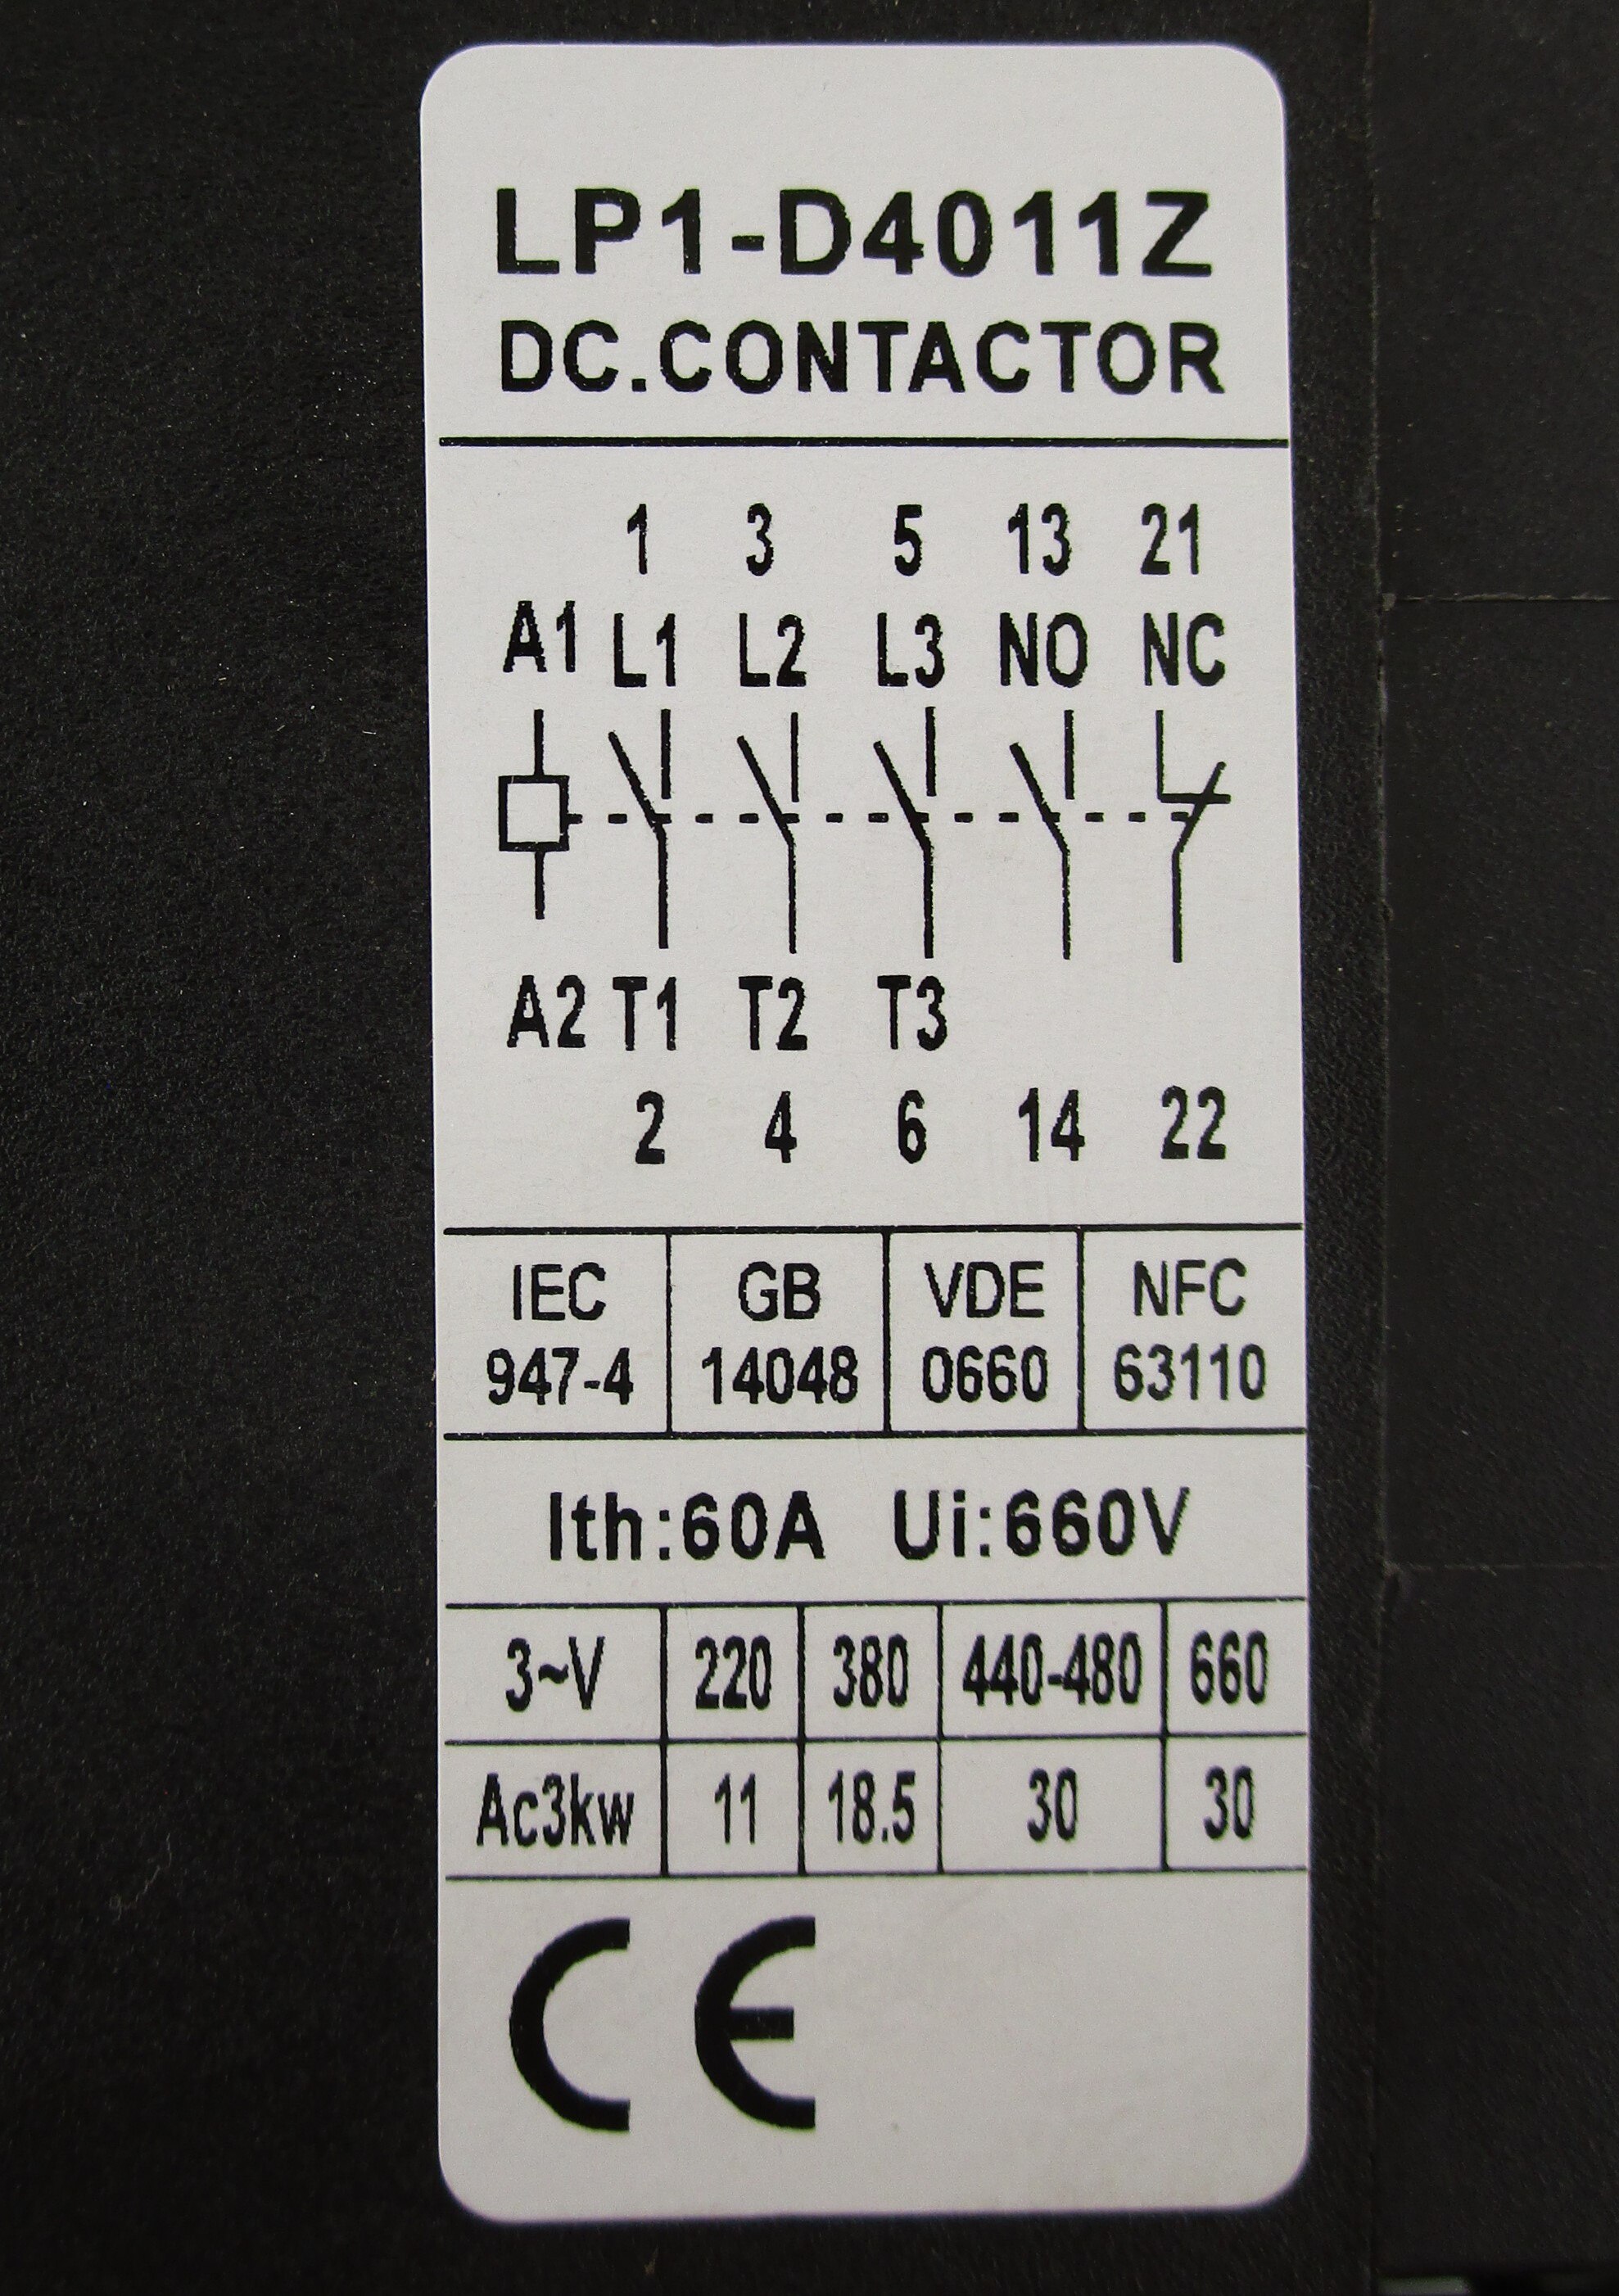 LP1-D4011Z
DC.CONTACTOR
1 3 5 13 21
A1 L1 L2 L3 NO NC
A2 T1 T2 T3
2 4 6 14 22
IEC GB VDE NFC
947-4 14048 0660 63110
Ith:60A Ui:660V
3~V 220 380 440-480 660
Ac3kw 11 18.5 30 30
CE